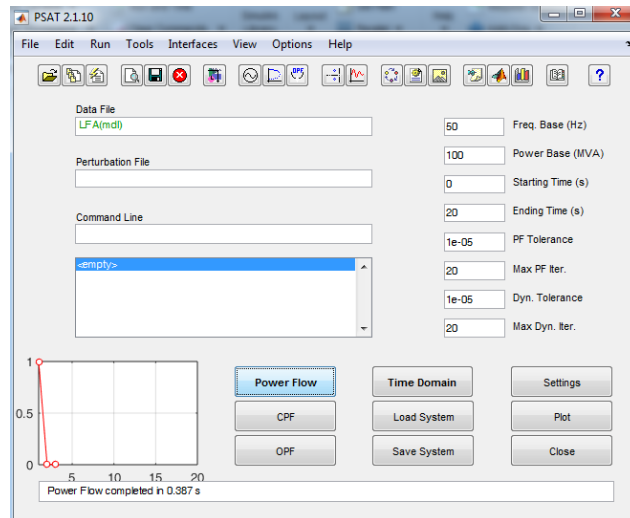 PSAT 2.1.10
File Edit Run Tools Interfaces View Options Help
OPF
?
Data File
LFA(mdl)
50 Freq. Base (Hz)
100 Power Base (MVA)
Perturbation File
0 Starting Time (s)
20 Ending Time (s)
Command Line
1e-05 PF Tolerance
<empty>
20 Max PF Iter.
1e-05 Dyn. Tolerance
20 Max Dyn. Iter.
1
0.5
0
5 10 15 20
Power Flow Time Domain Settings
CPF Load System Plot
OPF Save System Close
Power Flow completed in 0.387 s